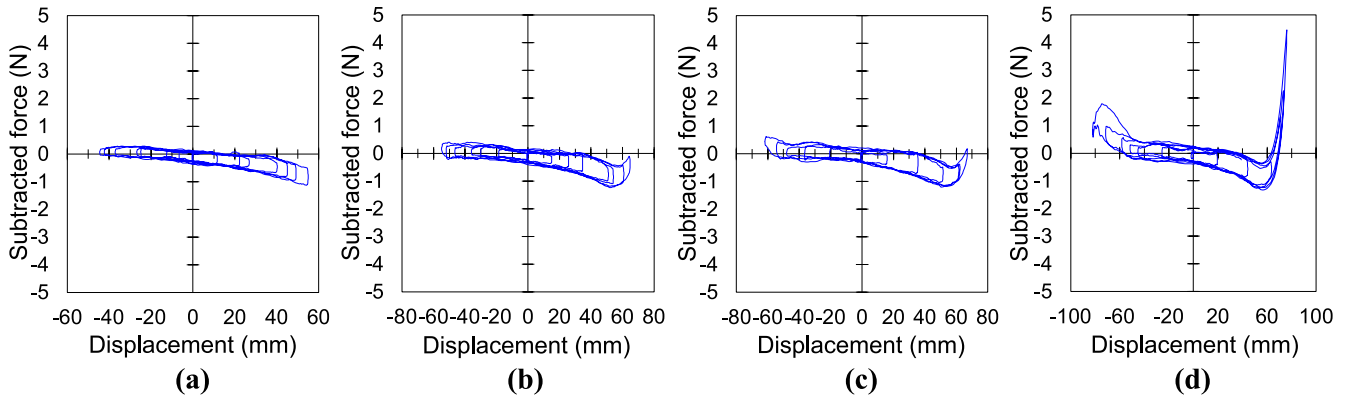 5
4
3
2
1
0
-1
-2
-3
-4
-5
Subtracted force (N)
-60 -40 -20 0 20 40 60
Displacement (mm)
(a)
5
4
3
2
1
0
-1
-2
-3
-4
-5
Subtracted force (N)
-80 -60 -40 -20 0 20 40 60 80
Displacement (mm)
(b)
5
4
3
2
1
0
-1
-2
-3
-4
-5
Subtracted force (N)
-80 -60 -40 -20 0 20 40 60 80
Displacement (mm)
(c)
5
4
3
2
1
0
-1
-2
-3
-4
-5
Subtracted force (N)
-100 -60 -20 20 60 100
Displacement (mm)
(d)